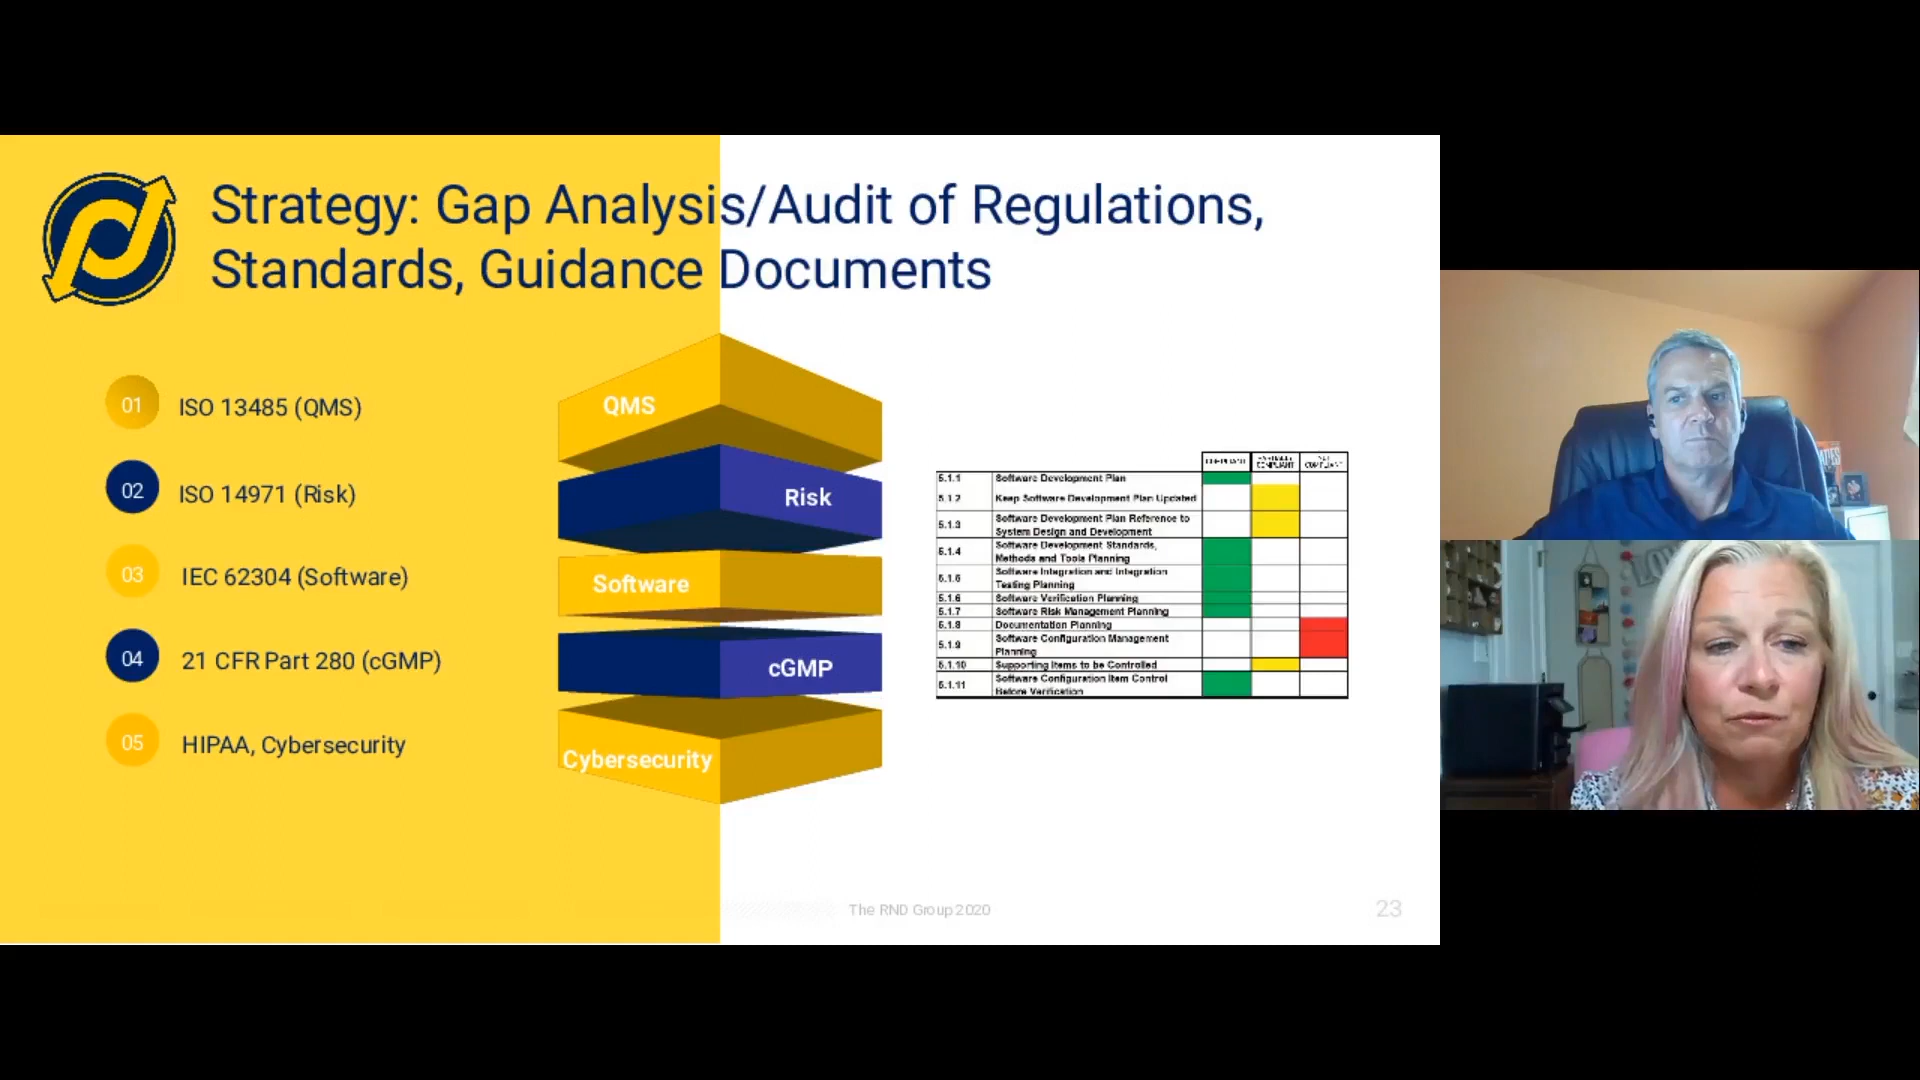 Strategy: Gap Analysis/Audit of Regulations,
Standards, Guidance Documents
01 ISO 13485 (QMS)
02 ISO 14971 (Risk)
03 IEC 62304 (Software)
04 21 CFR Part 280 (cGMP)
05 HIPAA, Cybersecurity
QMS
Risk
Software
cGMP
Cybersecurity
COMPLIANT PARTIALLY COMPLIANT NOT COMPLIANT
5.1.1 Software Development Plan
5.1.2 Keep Software Development Plan Updated
5.1.3 Software Development Plan Reference to
System Design and Development
5.1.4 Software Development Standards,
Methods and Tools Planning
5.1.5 Software Integration and Integration
Testing Planning
5.1.6 Software Verification Planning
5.1.7 Software Risk Management Planning
5.1.8 Documentation Planning
5.1.9 Software Configuration Management
Planning
5.1.10 Supporting Items to be Controlled
5.1.11 Software Configuration Item Control
Before Verification
The RND Group 2020
23